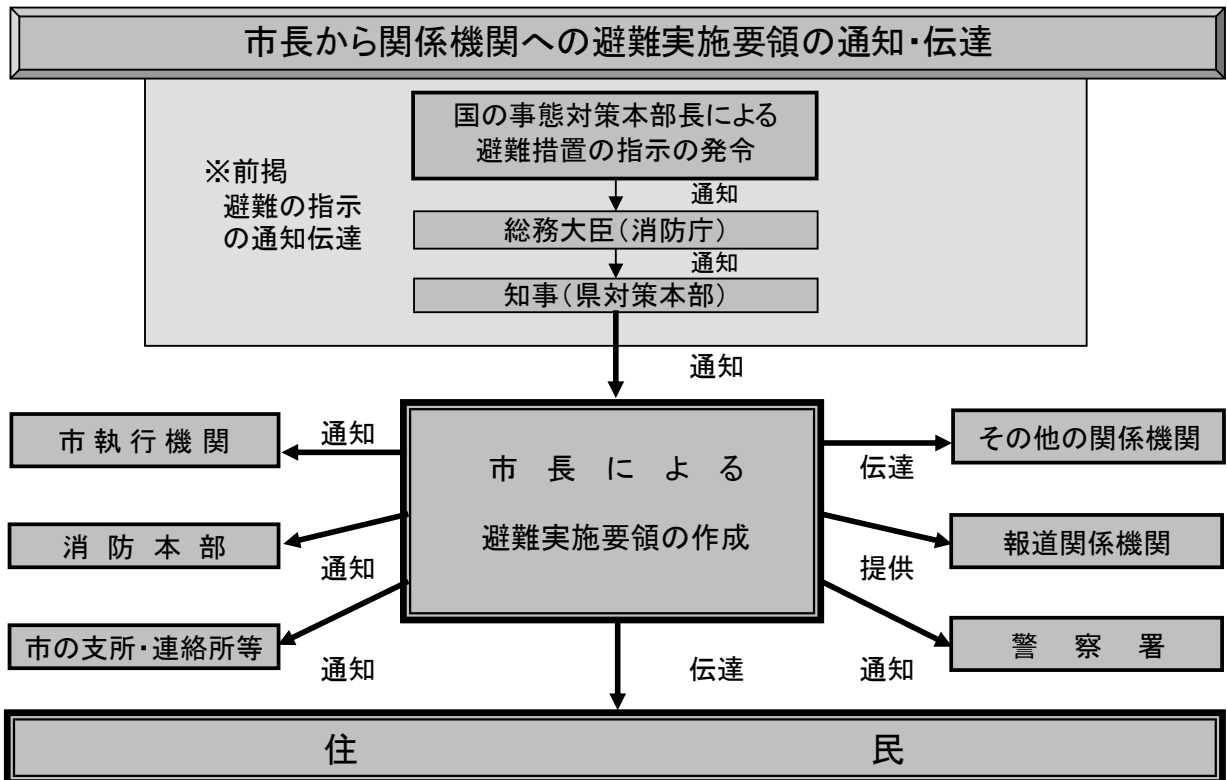 市長から関係機関への避難実施要領の通知・伝達
国の事態対策本部長による
避難措置の指示の発令
※前掲
避難の指示
の通知伝達
通知
総務大臣（消防庁）
通知
知事（県対策本部）
通知
市執行機関
通知
市長による
避難実施要領の作成
その他の関係機関
伝達
消防本部
通知
報道関係機関
提供
市の支所・連絡所等
通知
伝達
通知
警察署
住民